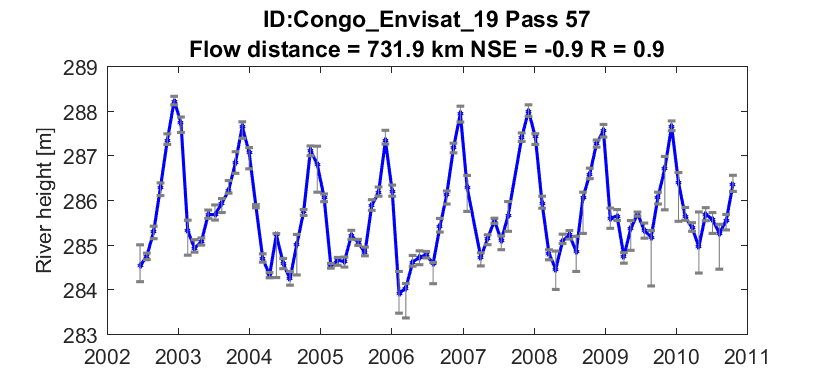 ID:Congo_Envisat_19 Pass 57
Flow distance = 731.9 km NSE = -0.9 R = 0.9
River height [m]
289
288
287
286
285
284
283
2002 2003 2004 2005 2006 2007 2008 2009 2010 2011